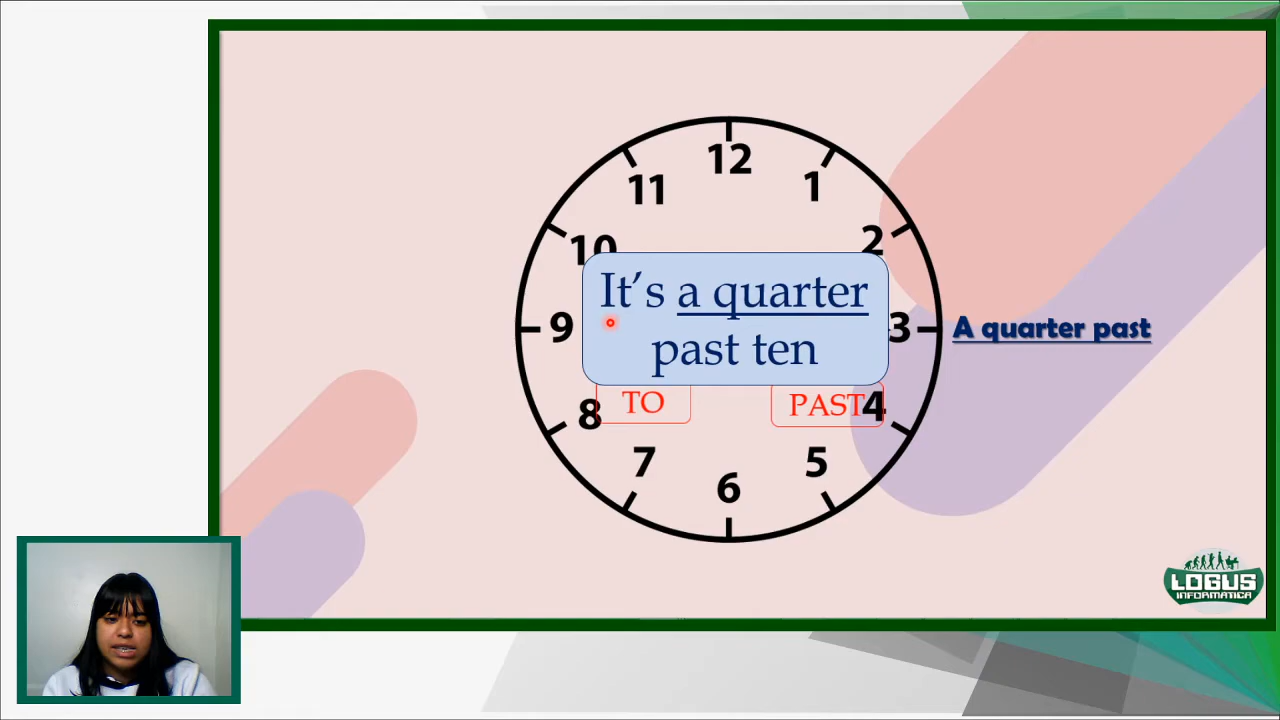 12
11
1
10
2
It's a quarter
past ten
9
3
A quarter past
TO
PAST
8
4
7
5
6
LOGUS
INFORMATICA